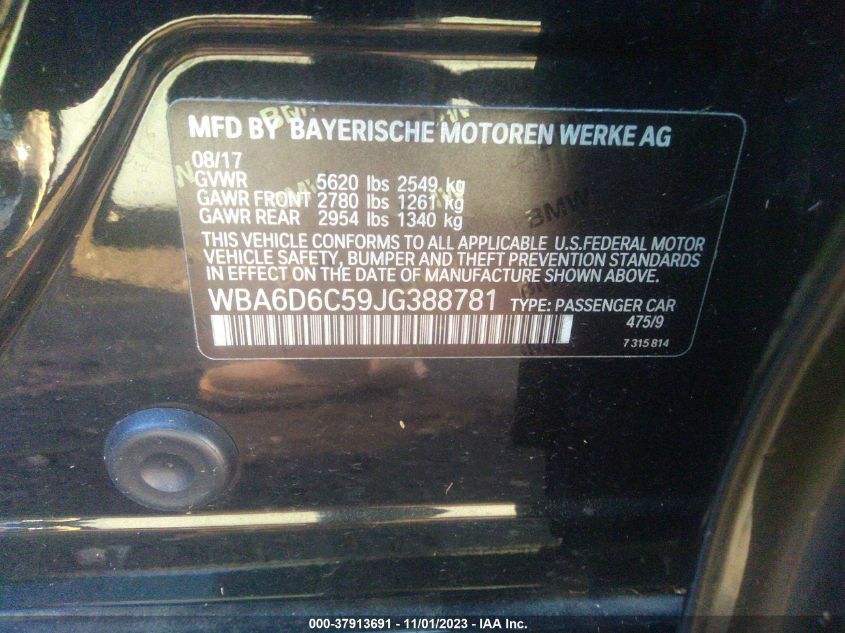 MFD BY BAYERISCHE MOTOREN WERKE AG
08/17
GVWR 5620 lbs 2549 kg
GAWR FRONT 2780 lbs 1261 kg
GAWR REAR 2954 lbs 1340 kg
THIS VEHICLE CONFORMS TO ALL APPLICABLE U.S.FEDERAL MOTOR
VEHICLE SAFETY, BUMPER AND THEFT PREVENTION STANDARDS
IN EFFECT ON THE DATE OF MANUFACTURE SHOWN ABOVE.
WBA6D6C59JG388781 TYPE: PASSENGER CAR
475/9
7 315 814
BMW
000-37913691 - 11/01/2023 - IAA Inc.